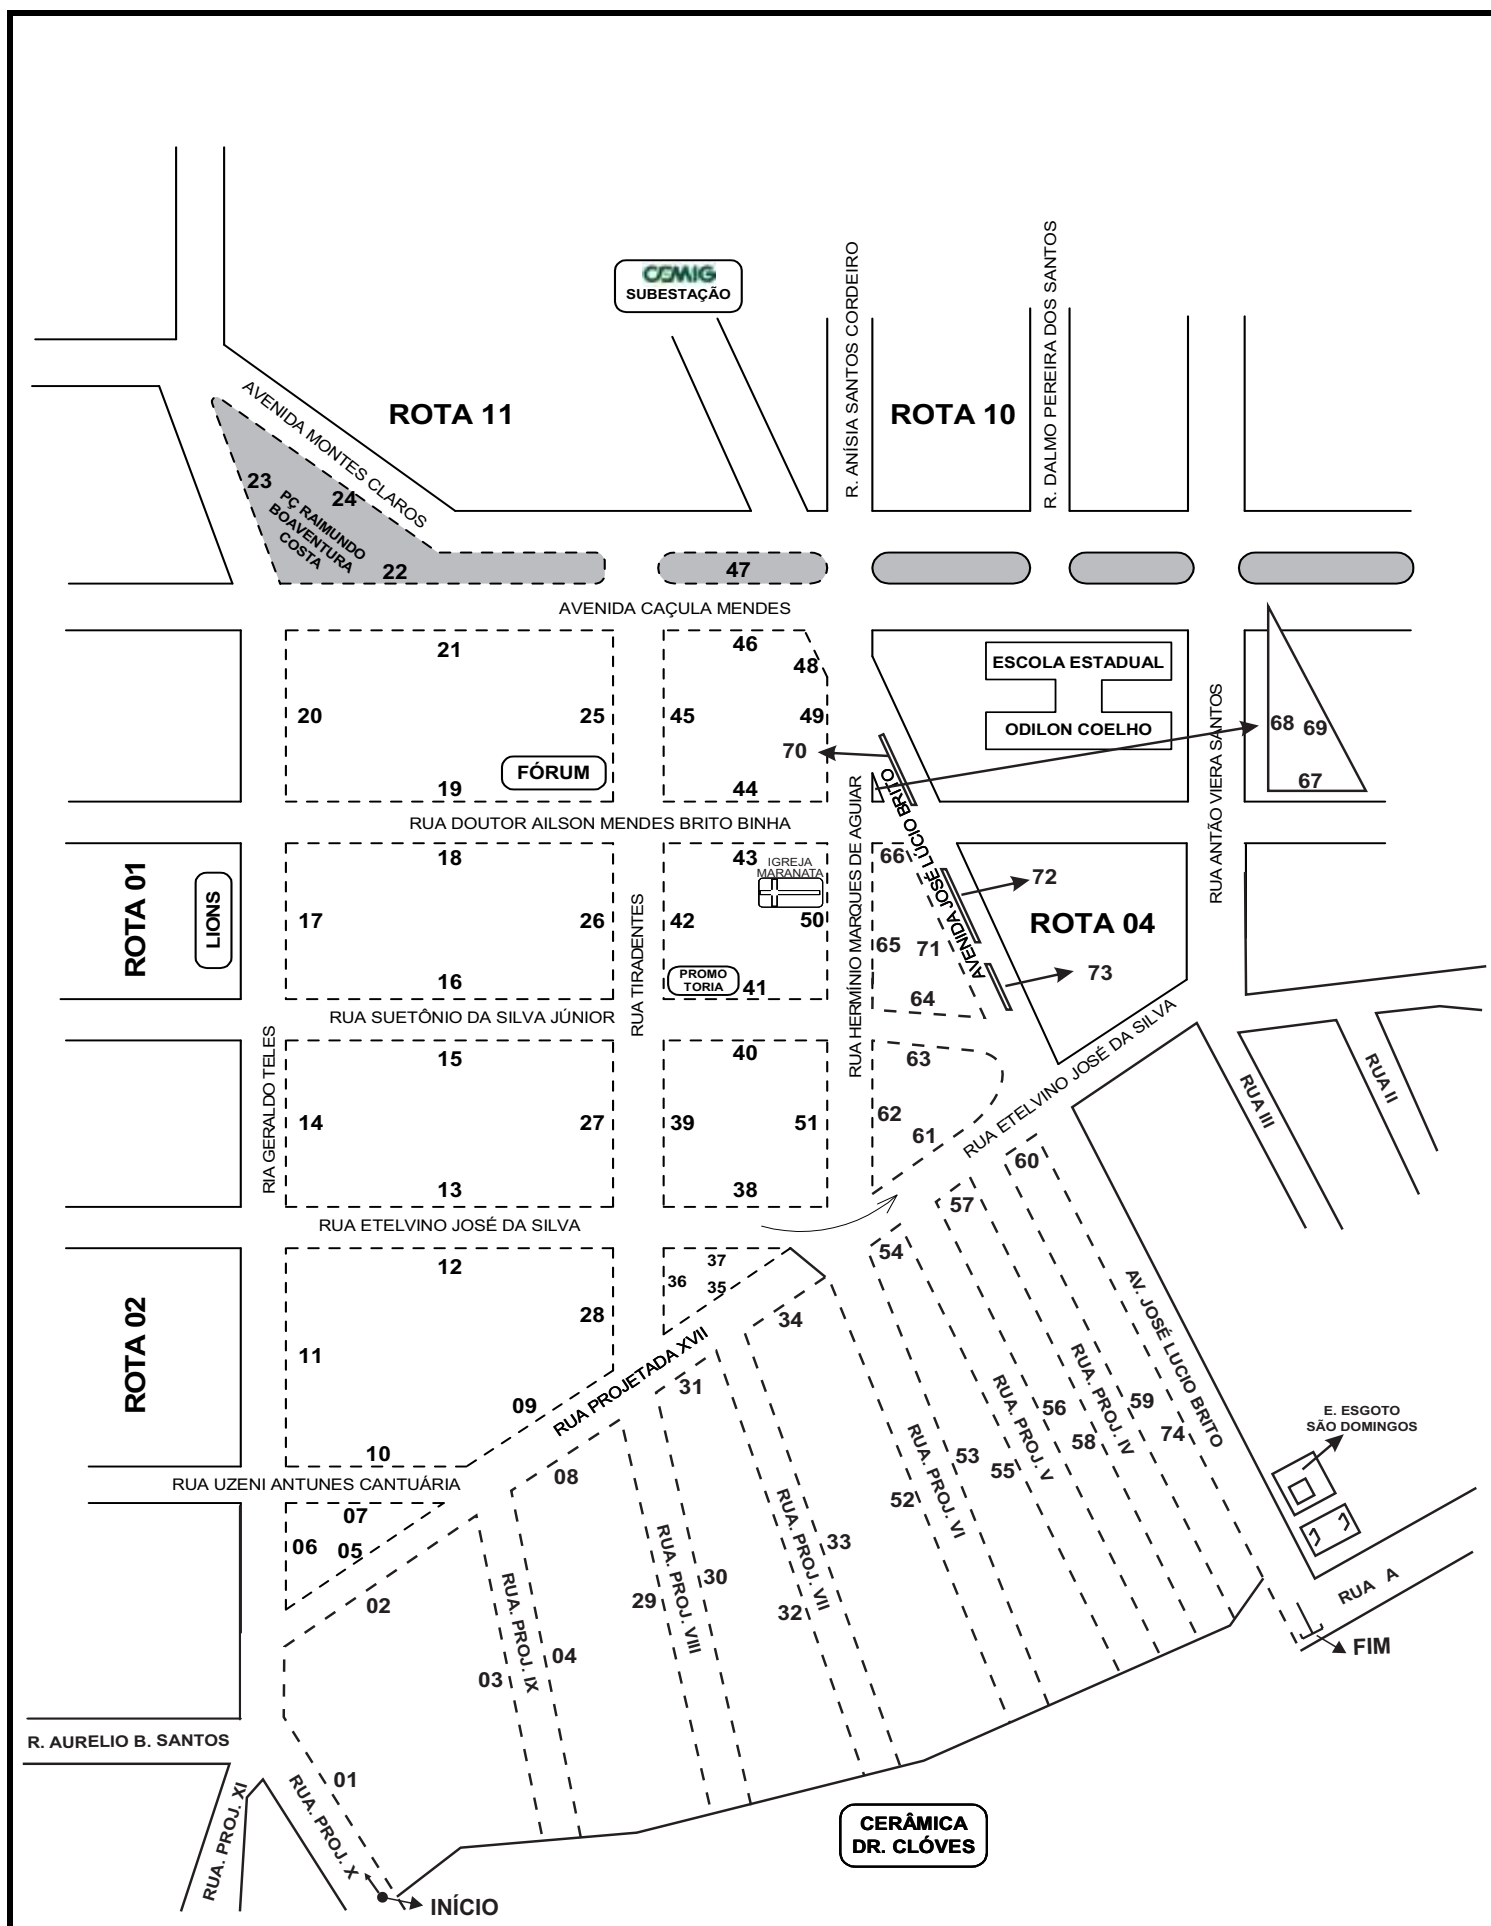 CEMIG
SUBESTAÇÃO
R. ANÍSIA SANTOS CORDEIRO
R. DALMO PEREIRA DOS SANTOS
ROTA 11
ROTA 10
AVENIDA MONTES CLAROS
23
24
PÇ RAIMUNDO
BOAVENTURA
COSTA
22
47
AVENIDA CAÇULA MENDES
21
46
48
ESCOLA ESTADUAL
ODILON COELHO
20
25
45
49
70
68
69
67
RUA ANTÃO VIERA SANTOS
FÓRUM
19
44
RUA DOUTOR AILSON MENDES BRITO BINHA
RUA HERMÍNIO MARQUES DE AGUIAR
AVENIDA JOSÉ LÚCIO BRITO
AVENIDA JOSÉ LÚCIO BRITO
ROTA 01
LIONS
18
43
IGREJA
MARANATA
66
72
17
26
42
50
65
71
ROTA 04
RUA TIRADENTES
16
PROMO
TORIA
41
64
73
RUA SUETÔNIO DA SILVA JÚNIOR
RIA GERALDO TELES
15
40
63
RUA ETELVINO JOSÉ DA SILVA
RUA III
RUA II
14
27
39
51
62
61
13
38
60
57
RUA ETELVINO JOSÉ DA SILVA
12
37
36
35
54
ROTA 02
28
34
11
RUA PROJETADA XVII
31
AV. JOSÉ LUCIO BRITO
09
10
RUA UZENI ANTUNES CANTUÁRIA
08
56
59
RUA. PROJ. IV
58
74
E. ESGOTO
SÃO DOMINGOS
53
55
RUA. PROJ. V
52
RUA. PROJ. VI
07
06
05
33
RUA. PROJ. VII
32
30
RUA. PROJ. VIII
29
02
RUA. PROJ. IX
04
03
RUA A
FIM
R. AURELIO B. SANTOS
01
RUA. PROJ. XI
RUA. PROJ. X
CERÂMICA
DR. CLÓVES
INÍCIO